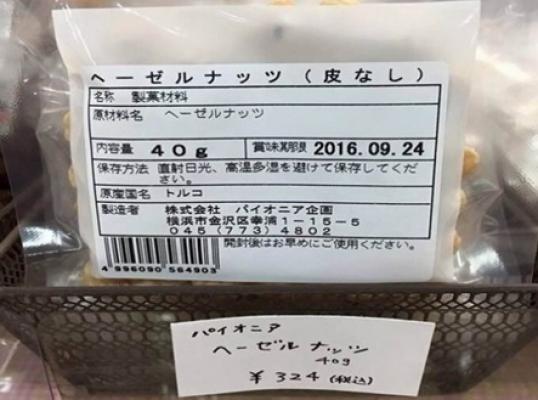 ヘーゼルナッツ（皮なし）
名称 製菓材料
原材料名 ヘーゼルナッツ
内容量 40g 賞味期限 2016.09.24
保存方法 直射日光、高温多湿を避けて保存してくだ
さい。
原産国名 トルコ
製造者 株式会社 パイオニア企画
横浜市金沢区幸浦1-15-5
045(773)4802
開封後はお早めにご使用ください。
4996090564903
パイオニア
ヘーゼルナッツ
40g
¥324(税込)